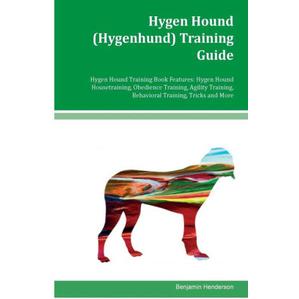 Hygen Hound
(Hygenhund) Training
Guide
Hygen Hound Training Book Features: Hygen Hound
Housetraining, Obedience Training, Agility Training,
Behavioral Training, Tricks and More
Benjamin Henderson